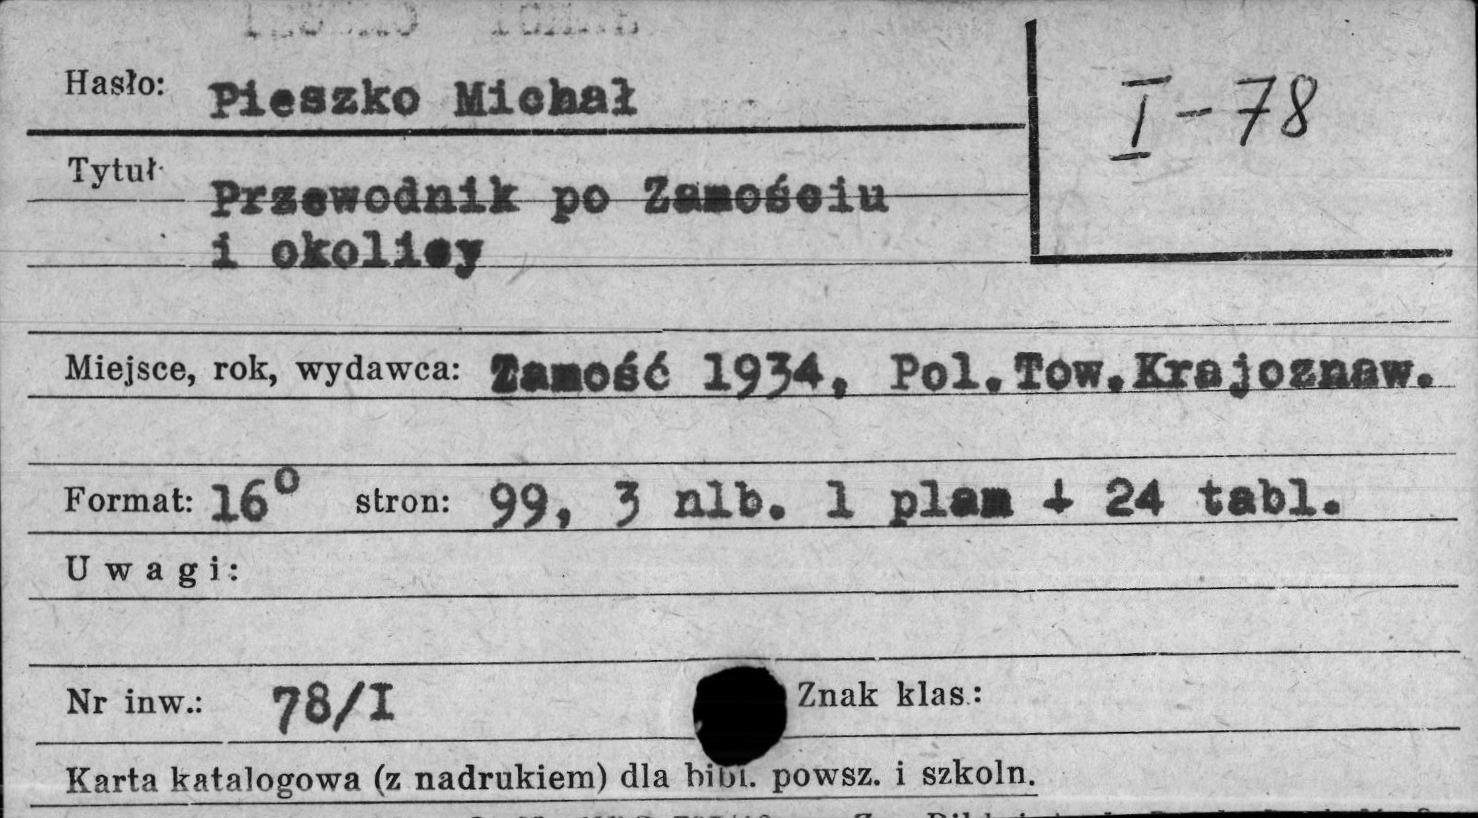 Hasło: Pieszko Michał
I-78
Tytuł
Przewodnik po Zamościu
i okolicy
Miejsce, rok, wydawca: Zamość 1934, Pol.Tow.Krajoznaw.
Format: 16° stron: 99, 3 nlb. 1 plan + 24 tabl.
Uwagi:
Nr inw.: 78/I Znak klas.:
Karta katalogowa (z nadrukiem) dla bibl. powsz. i szkoln.